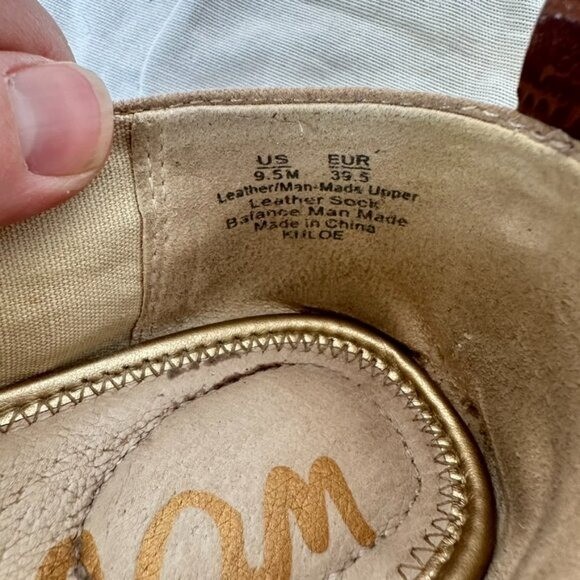 US EUR
9.5M 39.5
Leather/Man-Made Upper
Leather Sock
Balance Man Made
Made in China
KHLOE